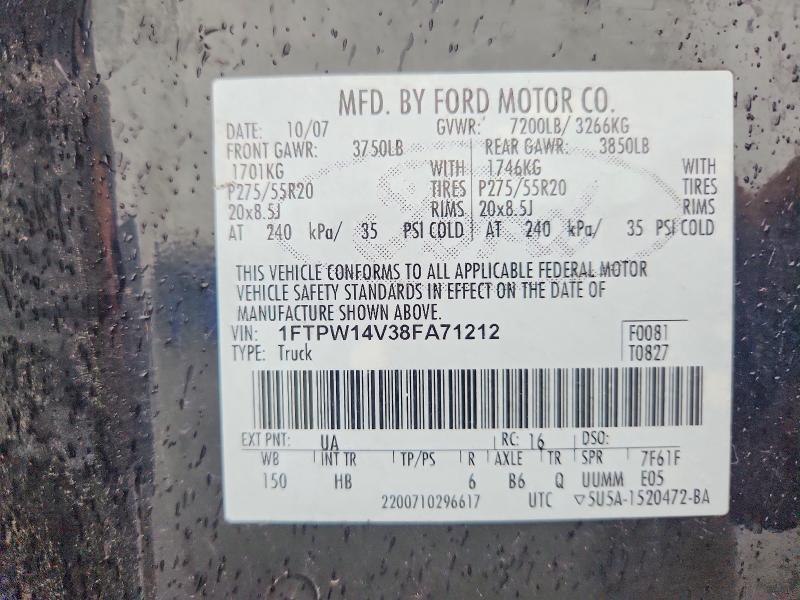 MFD. BY FORD MOTOR CO.
DATE: 10/07 GVWR: 7200LB/ 3266KG
FRONT GAWR: 3750LB REAR GAWR: 3850LB
1701KG WITH 1746KG WITH
P275/55R20 TIRES P275/55R20 TIRES
20x8.5J RIMS 20x8.5J RIMS
AT 240 kPa/ 35 PSI COLD AT 240 kPa/ 35 PSI COLD
THIS VEHICLE CONFORMS TO ALL APPLICABLE FEDERAL MOTOR
VEHICLE SAFETY STANDARDS IN EFFECT ON THE DATE OF
MANUFACTURE SHOWN ABOVE.
VIN: 1FTPW14V38FA71212 F0081
TYPE: Truck T0827
EXT PNT: UA RC: 16 DSO:
WB INT TR TP/PS R AXLE TR SPR 7F61F
150 HB 6 B6 Q UUMM E05
2200710296617 UTC ▽5U5A-1520472-BA